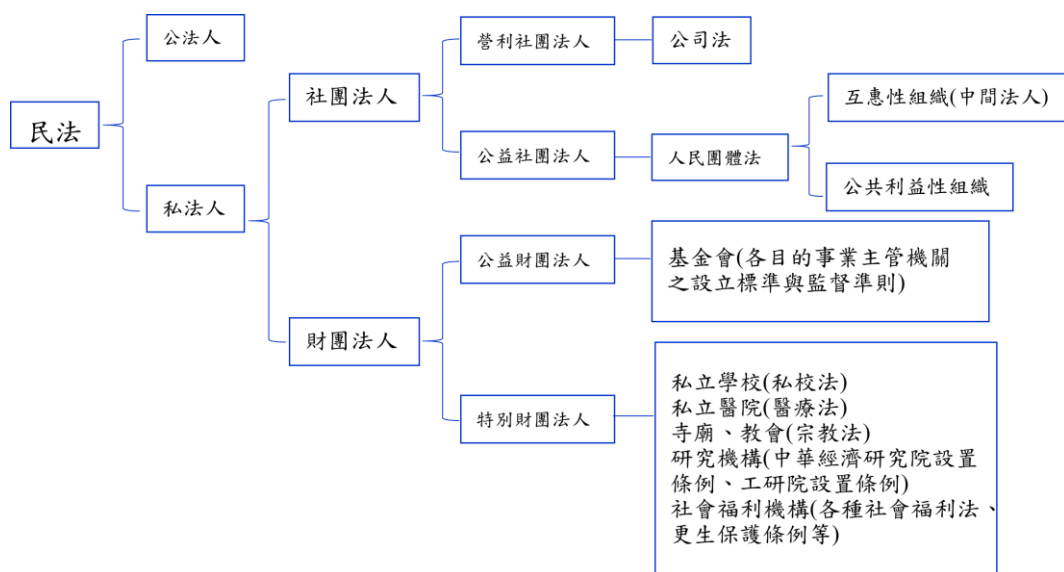 民法
公法人
私法人
社團法人
營利社團法人
公司法
公益社團法人
人民團體法
互惠性組織(中間法人)
公共利益性組織
財團法人
公益財團法人
基金會(各目的事業主管機關
之設立標準與監督準則)
特別財團法人
私立學校(私校法)
私立醫院(醫療法)
寺廟、教會(宗教法)
研究機構(中華經濟研究院設置
條例、工研院設置條例)
社會福利機構(各種社會福利法、
更生保護條例等)